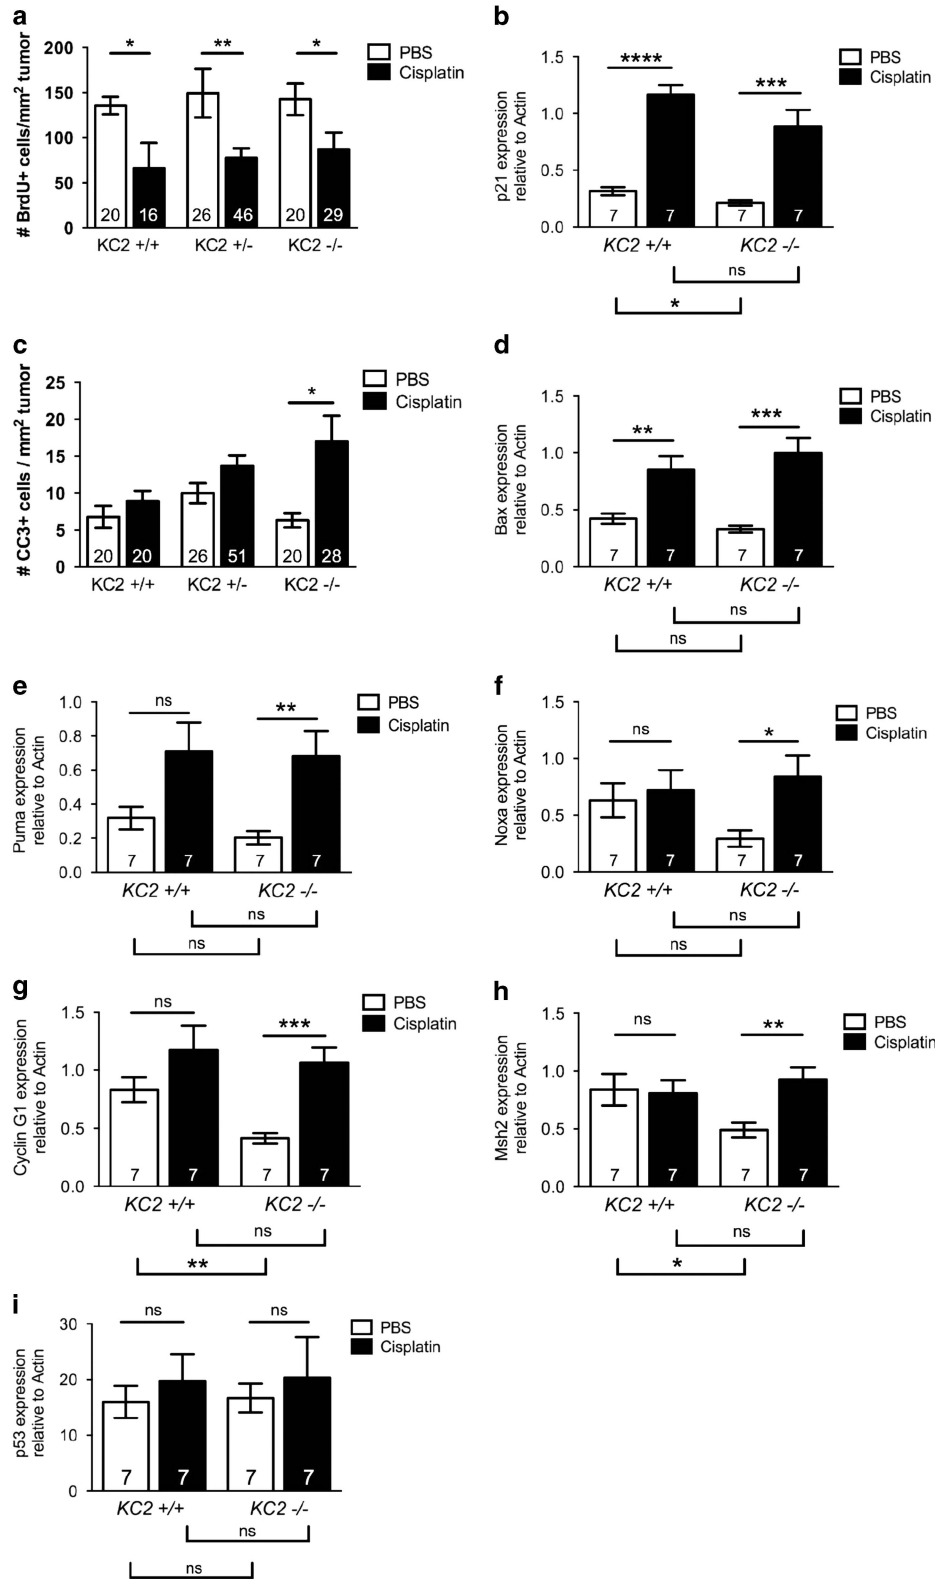 a
# BrdU+ cells/mm² tumor
200
150
100
50
0
* ** *
PBS
Cisplatin
20 16 26 46 20 29
KC2 +/+ KC2 +/- KC2 -/-
b
p21 expression
relative to Actin
1.5
1.0
0.5
0.0
**** ***
PBS
Cisplatin
7 7 7 7
KC2 +/+ KC2 -/-
ns
*
c
# CC3+ cells / mm² tumor
25
20
15
10
5
0
*
PBS
Cisplatin
20 20 26 51 20 28
KC2 +/+ KC2 +/- KC2 -/-
d
Bax expression
relative to Actin
1.5
1.0
0.5
0.0
** ***
PBS
Cisplatin
7 7 7 7
KC2 +/+ KC2 -/-
ns
ns
e
Puma expression
relative to Actin
1.0
0.8
0.6
0.4
0.2
0.0
ns **
PBS
Cisplatin
7 7 7 7
KC2 +/+ KC2 -/-
ns
ns
f
Noxa expression
relative to Actin
1.5
1.0
0.5
0.0
ns *
PBS
Cisplatin
7 7 7 7
KC2 +/+ KC2 -/-
ns
ns
g
Cyclin G1 expression
relative to Actin
1.5
1.0
0.5
0.0
ns ***
PBS
Cisplatin
7 7 7 7
KC2 +/+ KC2 -/-
ns
**
h
Msh2 expression
relative to Actin
1.5
1.0
0.5
0.0
ns **
PBS
Cisplatin
7 7 7 7
KC2 +/+ KC2 -/-
ns
*
i
p53 expression
relative to Actin
30
20
10
0
ns ns
PBS
Cisplatin
7 7 7 7
KC2 +/+ KC2 -/-
ns
ns